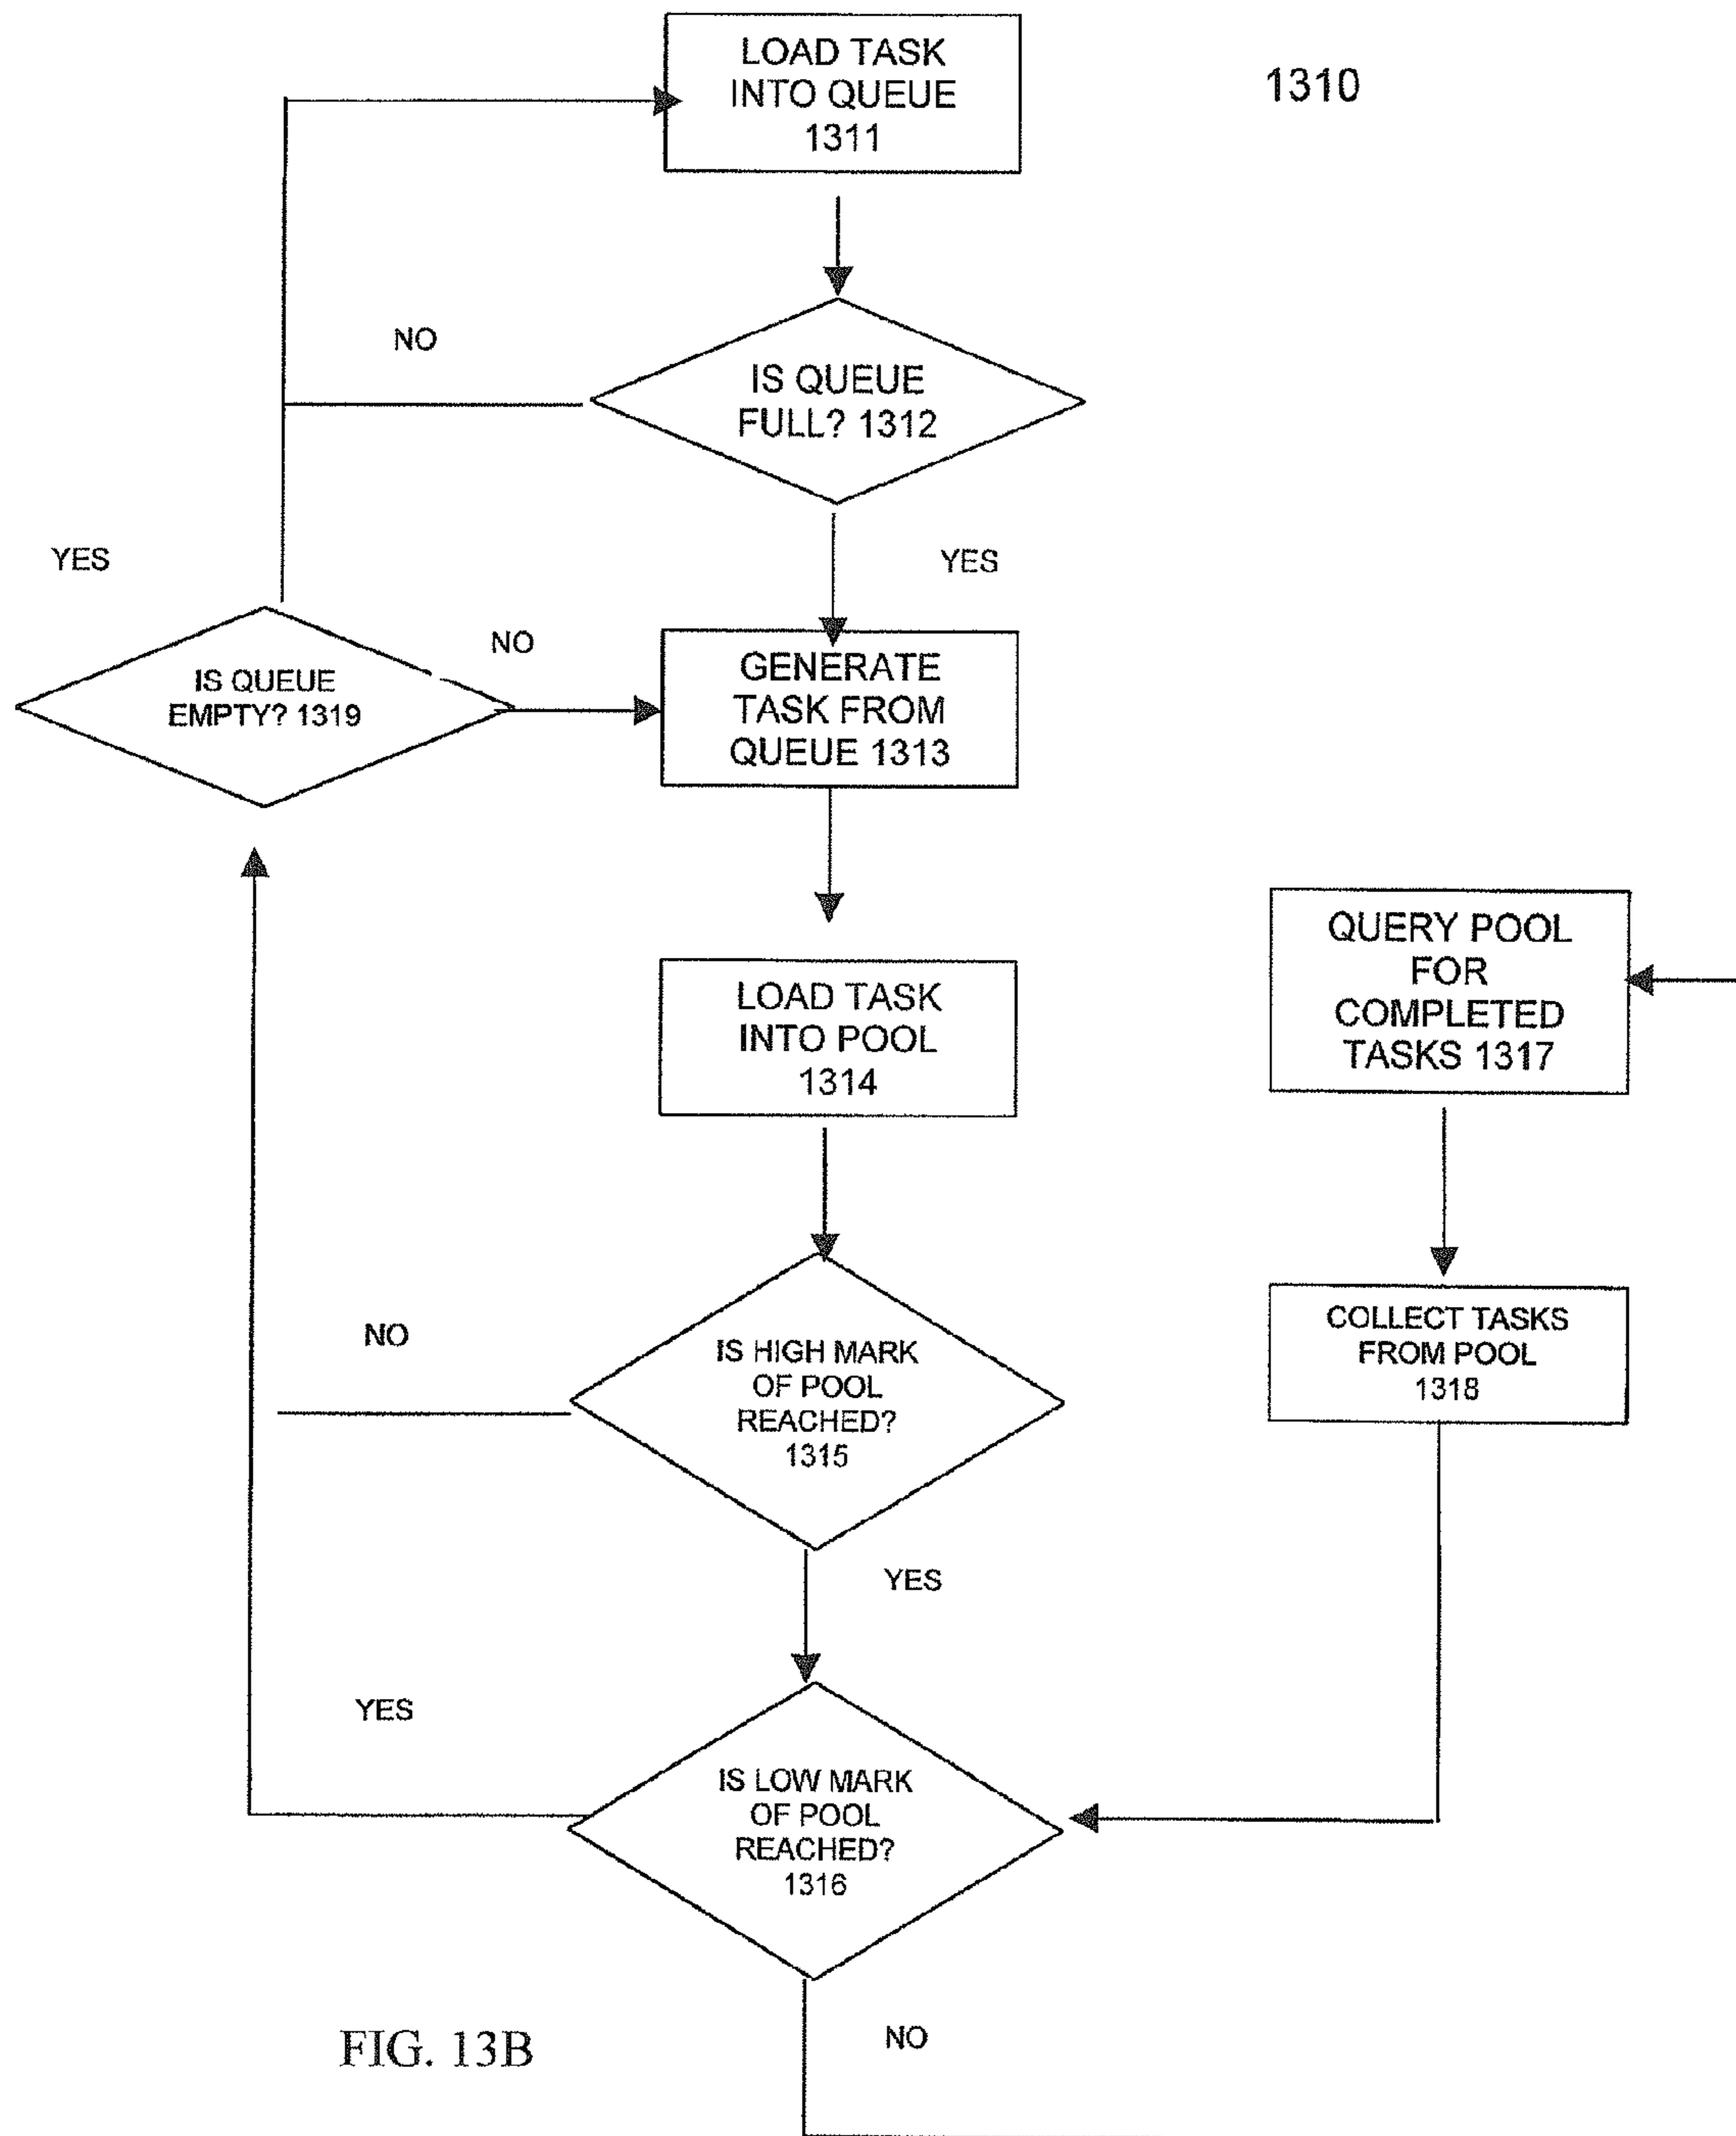 LOAD TASK
INTO QUEUE
1311
1310
NO
IS QUEUE
FULL? 1312
YES
YES
IS QUEUE
EMPTY? 1319
NO
GENERATE
TASK FROM
QUEUE 1313
LOAD TASK
INTO POOL
1314
QUERY POOL
FOR
COMPLETED
TASKS 1317
NO
IS HIGH MARK
OF POOL
REACHED?
1315
COLLECT TASKS
FROM POOL
1318
YES
YES
IS LOW MARK
OF POOL
REACHED?
1316
NO
FIG. 13B